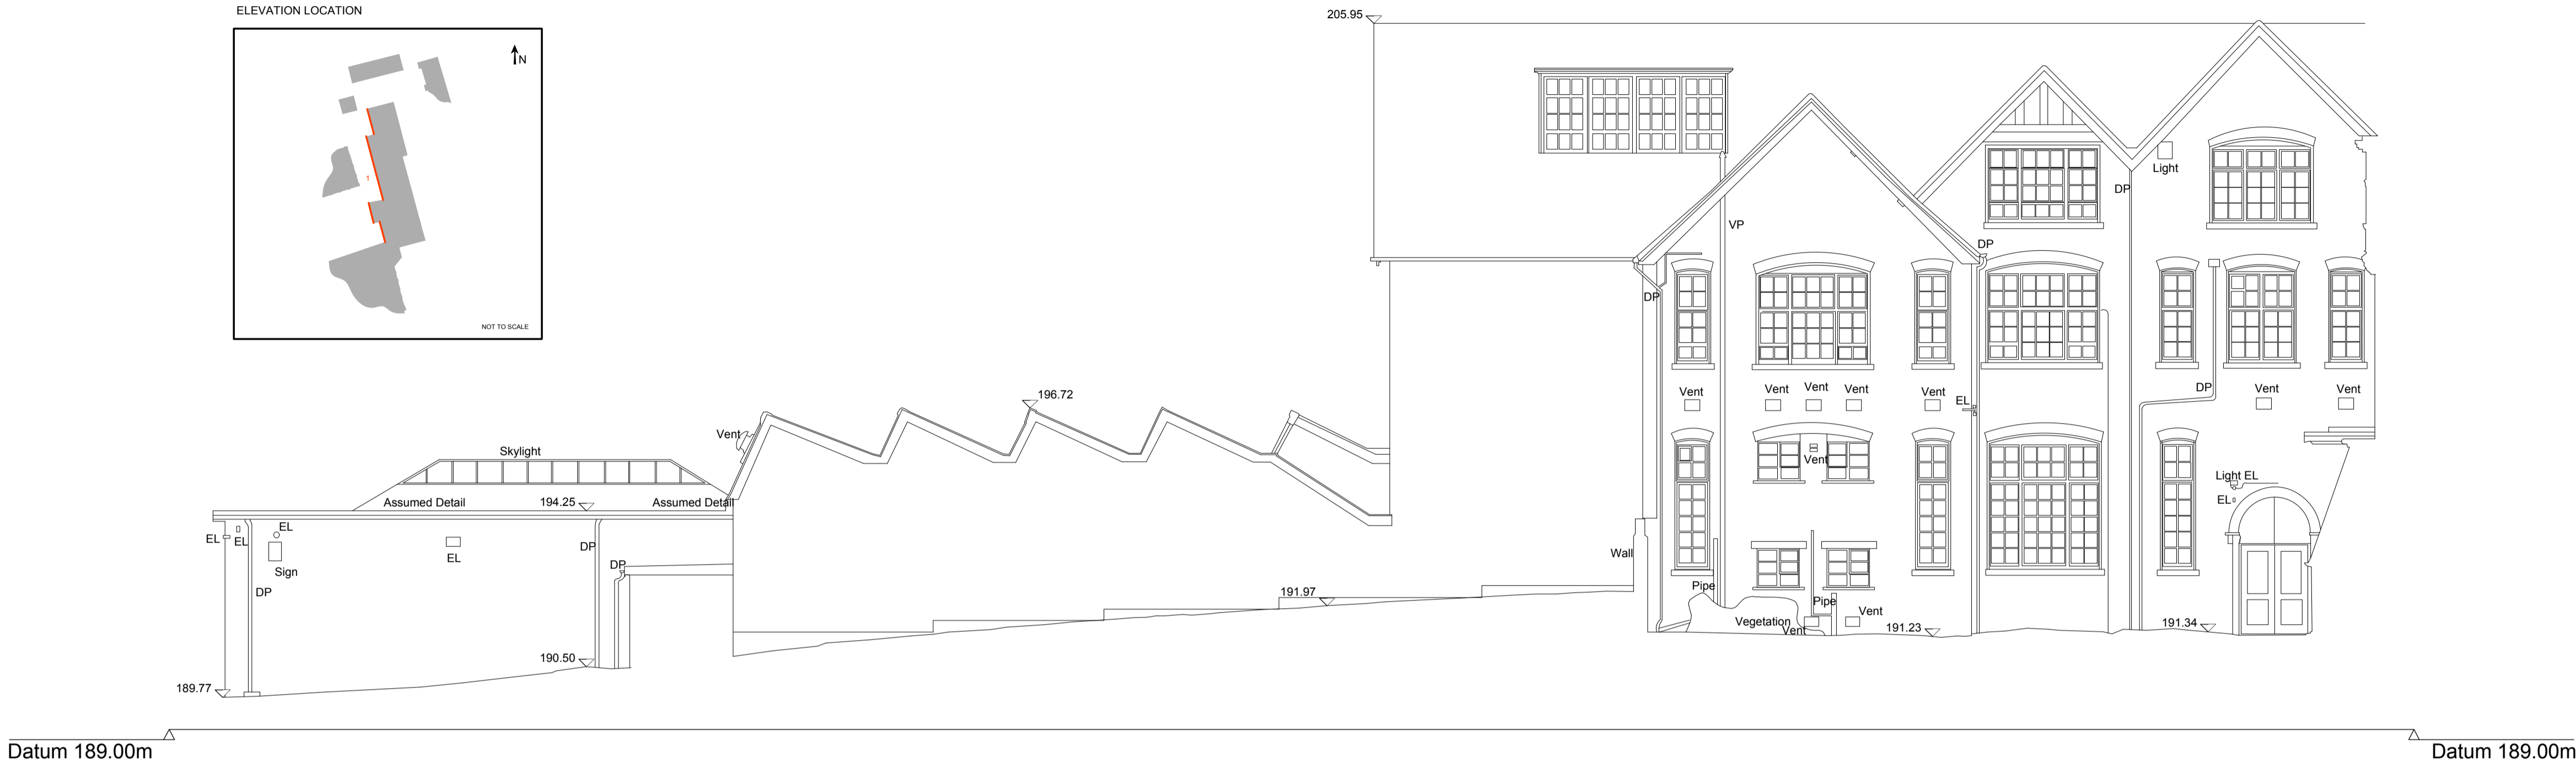 ELEVATION LOCATION
N
1
NOT TO SCALE
205.95
Light
DP
VP
DP
DP
Vent
Vent
Vent
Vent
Vent
EL
DP
Vent
Vent
196.72
Vent
Skylight
Vent
Light EL
EL
Assumed Detail
194.25
Assumed Detail
EL
EL
EL
Sign
EL
DP
DP
DP
Wall
191.97
Pipe
Pipe
Vent
Vegetation
Vent
191.23
191.34
190.50
189.77
Datum 189.00m
Datum 189.00m